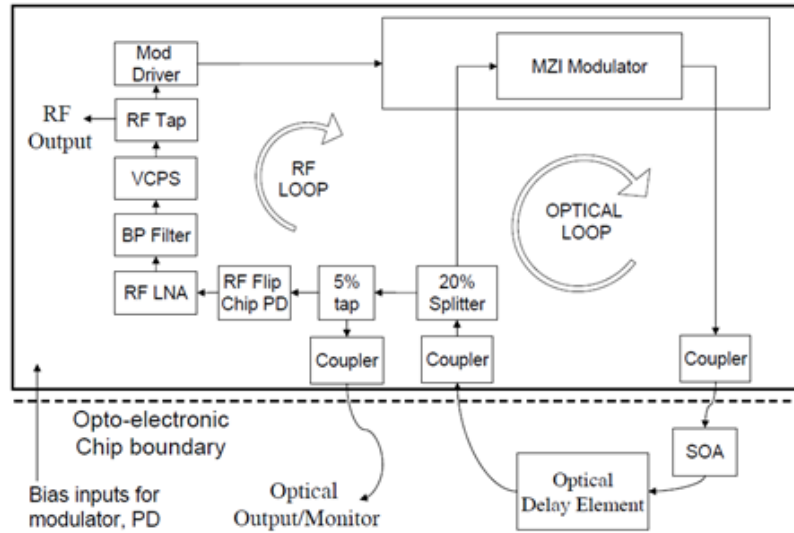 Mod
Driver
MZI Modulator
RF
Output
RF Tap
RF
LOOP
VCPS
OPTICAL
LOOP
BP Filter
RF LNA
RF Flip
Chip PD
5%
tap
20%
Splitter
Coupler
Coupler
Coupler
Opto-electronic
Chip boundary
SOA
Optical
Delay Element
Bias inputs for
modulator, PD
Optical
Output/Monitor